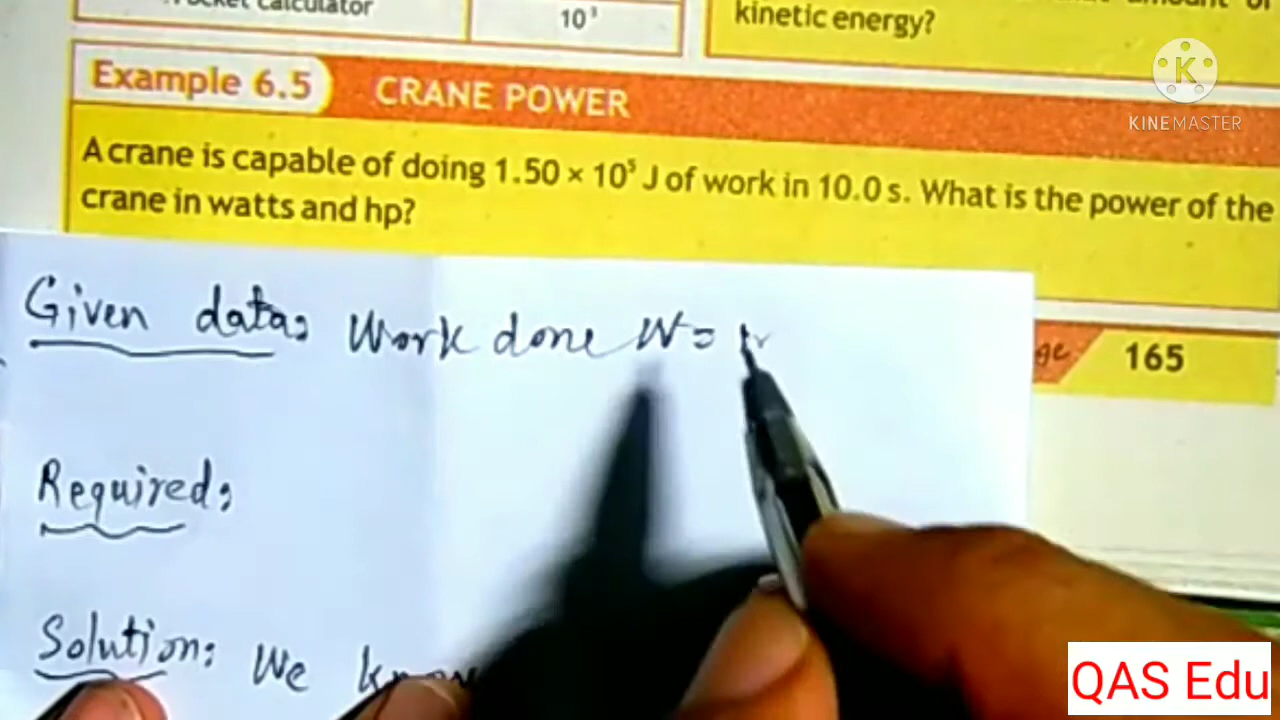 calculator
10³
kinetic energy?
Example 6.5 CRANE POWER
A crane is capable of doing 1.50 × 10⁵ J of work in 10.0 s. What is the power of the
crane in watts and hp?
KINEMASTER
Given data: Work done W =
165
Required:
Solution: We know
QAS Edu